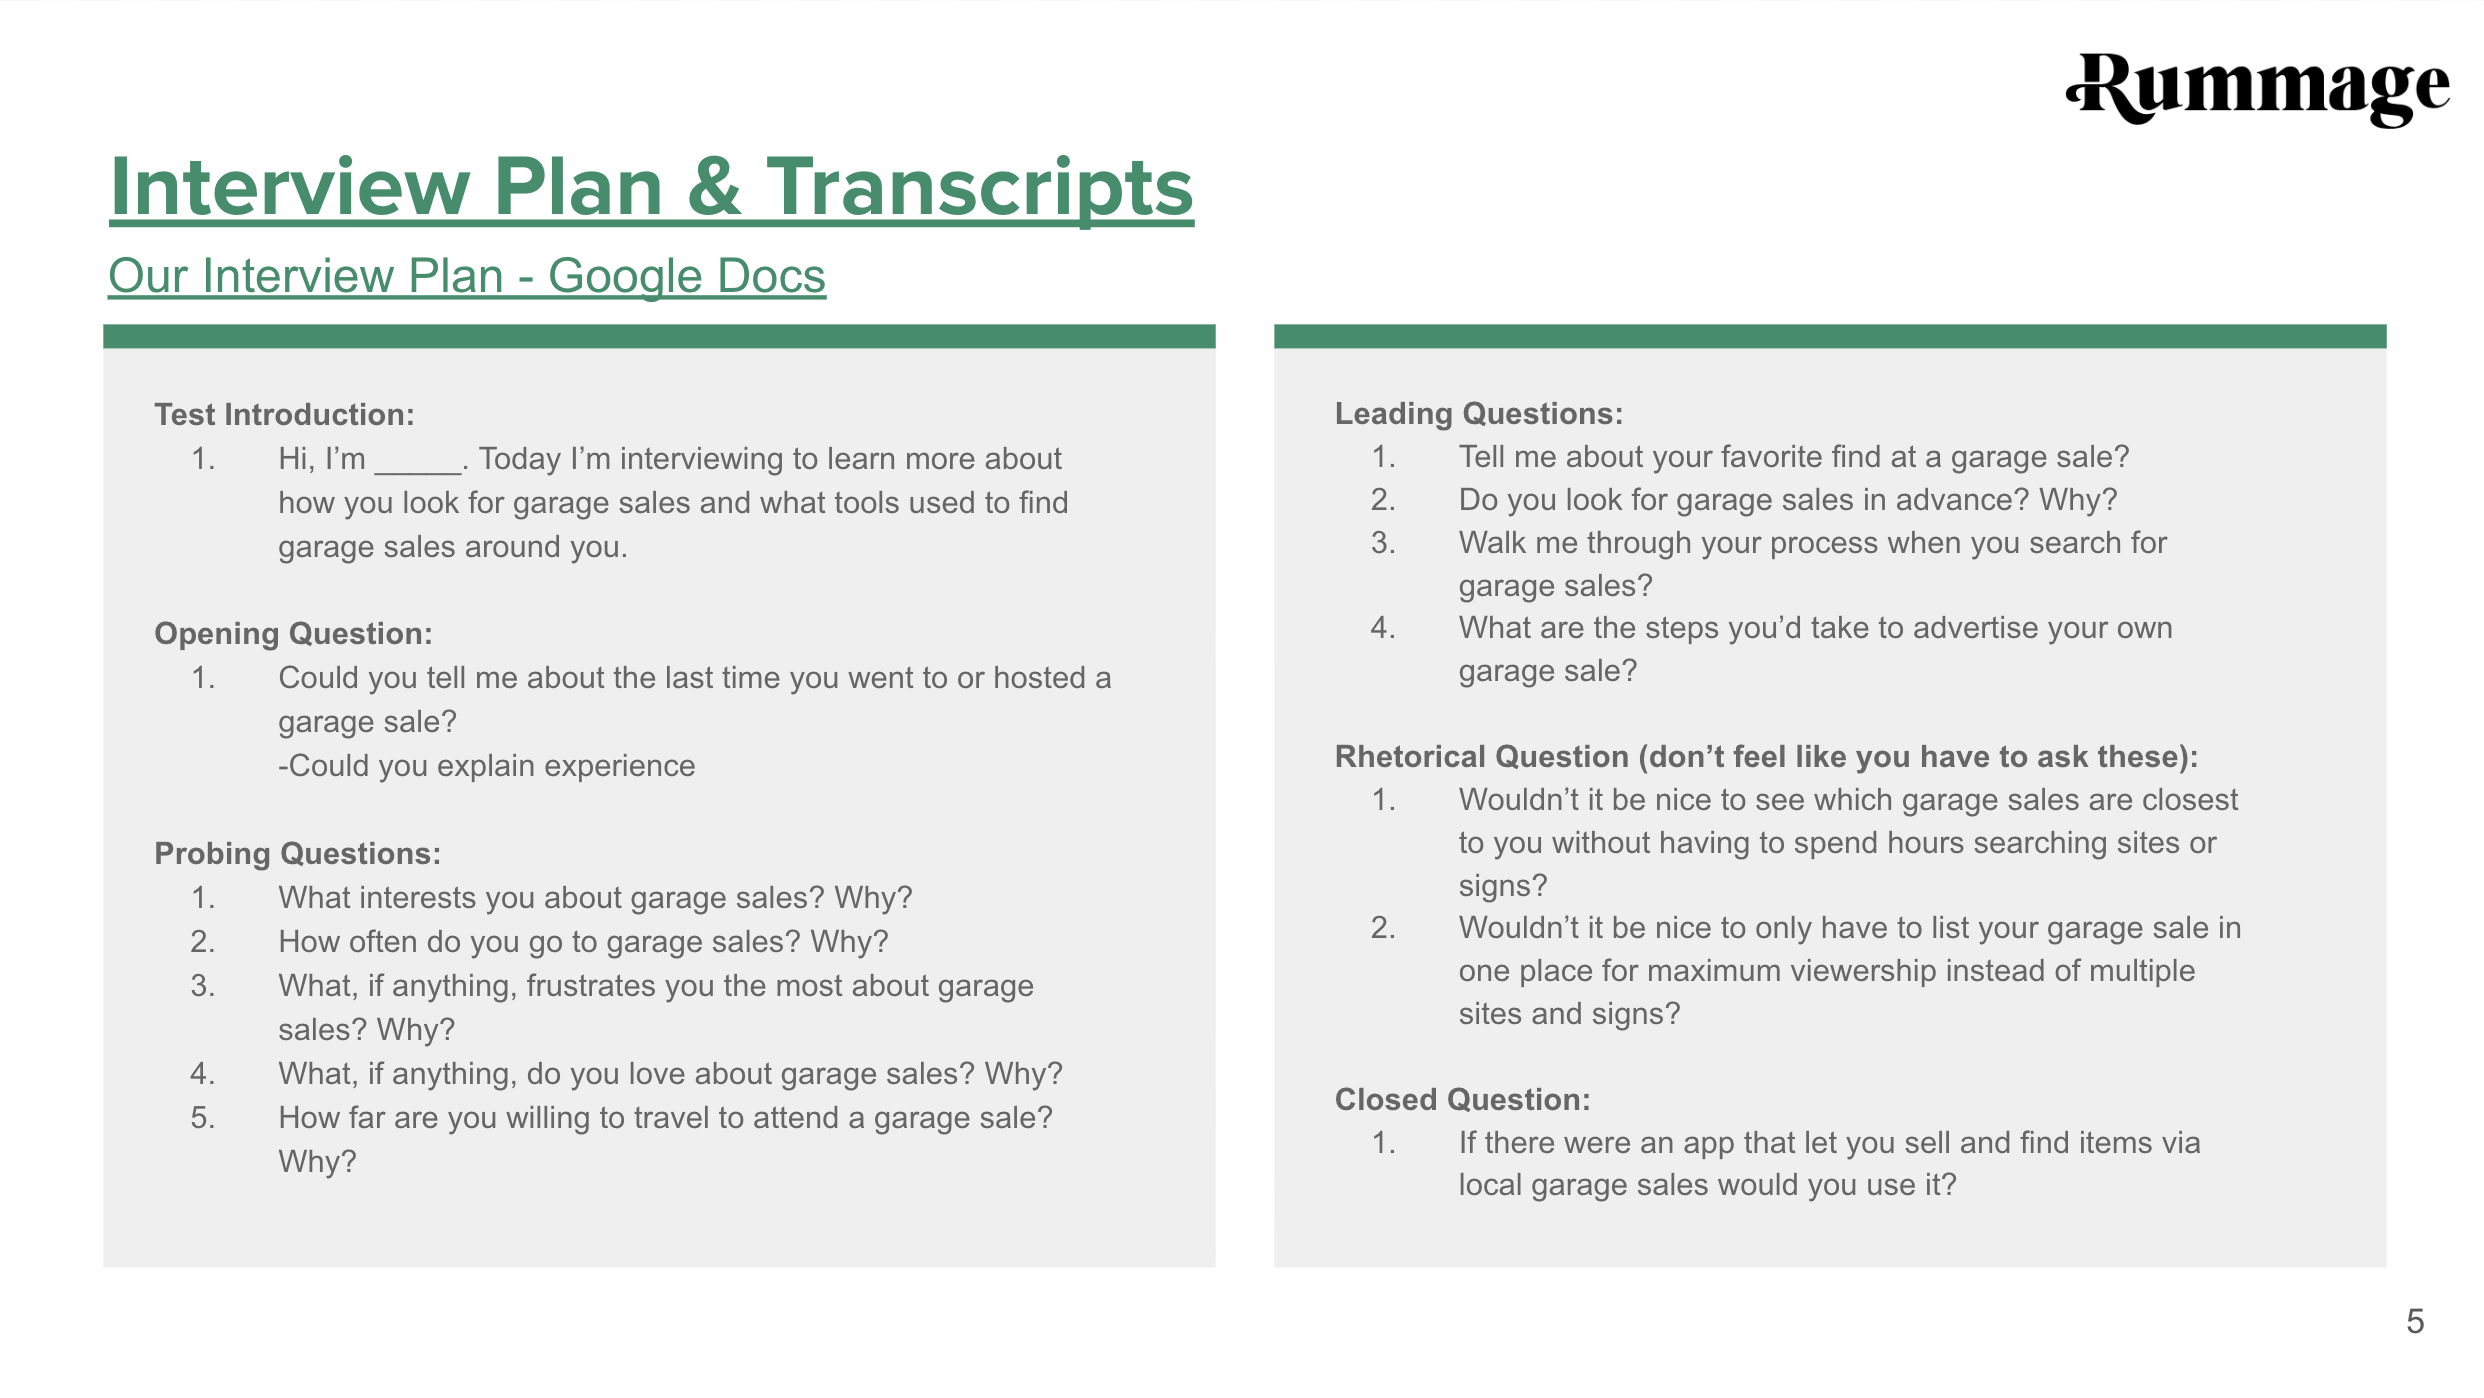 Rummage
Interview Plan & Transcripts
Our Interview Plan - Google Docs
Test Introduction:
1. Hi, I’m _____. Today I’m interviewing to learn more about
how you look for garage sales and what tools used to find
garage sales around you.
Opening Question:
1. Could you tell me about the last time you went to or hosted a
garage sale?
-Could you explain experience
Probing Questions:
1. What interests you about garage sales? Why?
2. How often do you go to garage sales? Why?
3. What, if anything, frustrates you the most about garage
sales? Why?
4. What, if anything, do you love about garage sales? Why?
5. How far are you willing to travel to attend a garage sale?
Why?
Leading Questions:
1. Tell me about your favorite find at a garage sale?
2. Do you look for garage sales in advance? Why?
3. Walk me through your process when you search for
garage sales?
4. What are the steps you’d take to advertise your own
garage sale?
Rhetorical Question (don’t feel like you have to ask these):
1. Wouldn’t it be nice to see which garage sales are closest
to you without having to spend hours searching sites or
signs?
2. Wouldn’t it be nice to only have to list your garage sale in
one place for maximum viewership instead of multiple
sites and signs?
Closed Question:
1. If there were an app that let you sell and find items via
local garage sales would you use it?
5